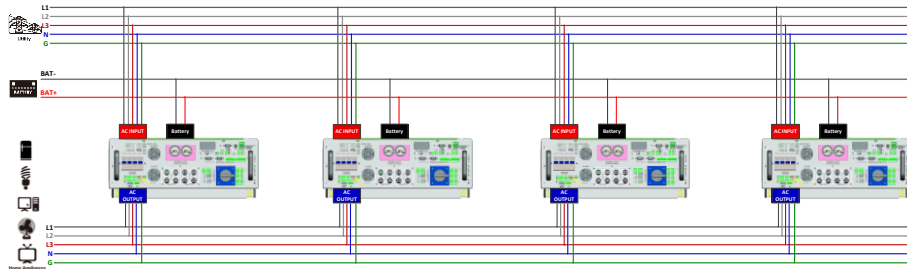 L1
L2
L3
N
G
Utility
BAT-
BAT+
BATTERY
AC INPUT
Battery
AC INPUT
Battery
AC INPUT
Battery
AC INPUT
Battery
AC
OUTPUT
AC
OUTPUT
AC
OUTPUT
AC
OUTPUT
L1
L2
L3
N
G
Home Appliances